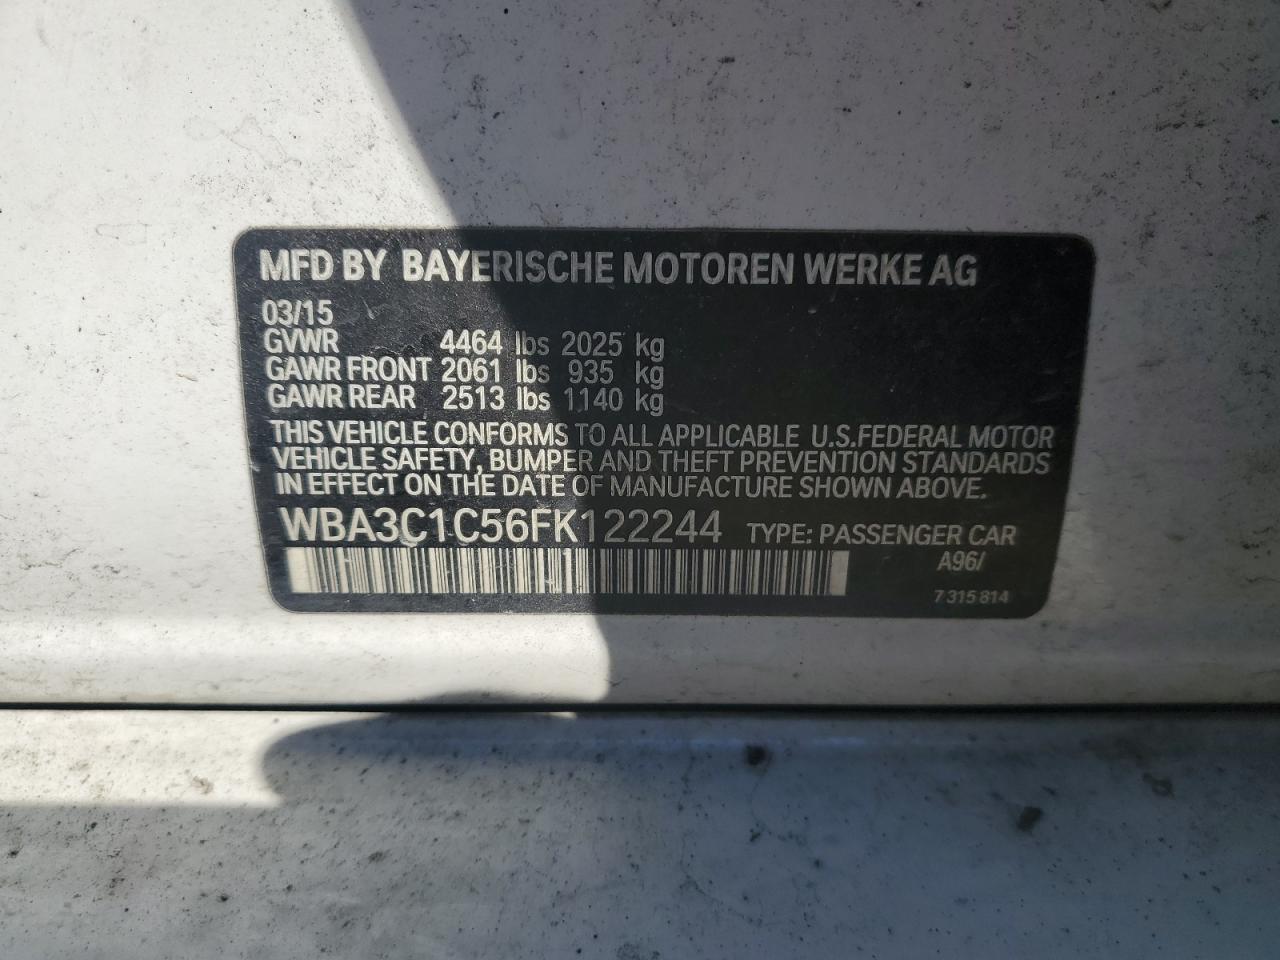 MFD BY BAYERISCHE MOTOREN WERKE AG
03/15
GVWR 4464 lbs 2025 kg
GAWR FRONT 2061 lbs 935 kg
GAWR REAR 2513 lbs 1140 kg
THIS VEHICLE CONFORMS TO ALL APPLICABLE U.S.FEDERAL MOTOR
VEHICLE SAFETY, BUMPER AND THEFT PREVENTION STANDARDS
IN EFFECT ON THE DATE OF MANUFACTURE SHOWN ABOVE.
WBA3C1C56FK122244 TYPE: PASSENGER CAR
A96/
7 315 814